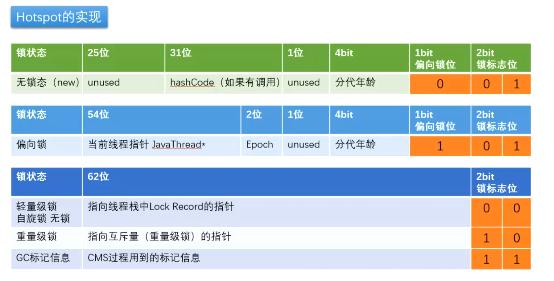 Hotspot的实现
锁状态 25位 31位 1位 4bit 1bit 偏向锁位 2bit 锁标志位
无锁态（new） unused hashCode（如果有调用） unused 分代年龄 0 0 1
锁状态 54位 2位 1位 4bit 1bit 偏向锁位 2bit 锁标志位
偏向锁 当前线程指针 JavaThread* Epoch unused 分代年龄 1 0 1
锁状态 62位 2bit 锁标志位
轻量级锁 自旋锁 无锁 指向线程栈中Lock Record的指针 0 0
重量级锁 指向互斥量（重量级锁）的指针 1 0
GC标记信息 CMS过程用到的标记信息 1 1